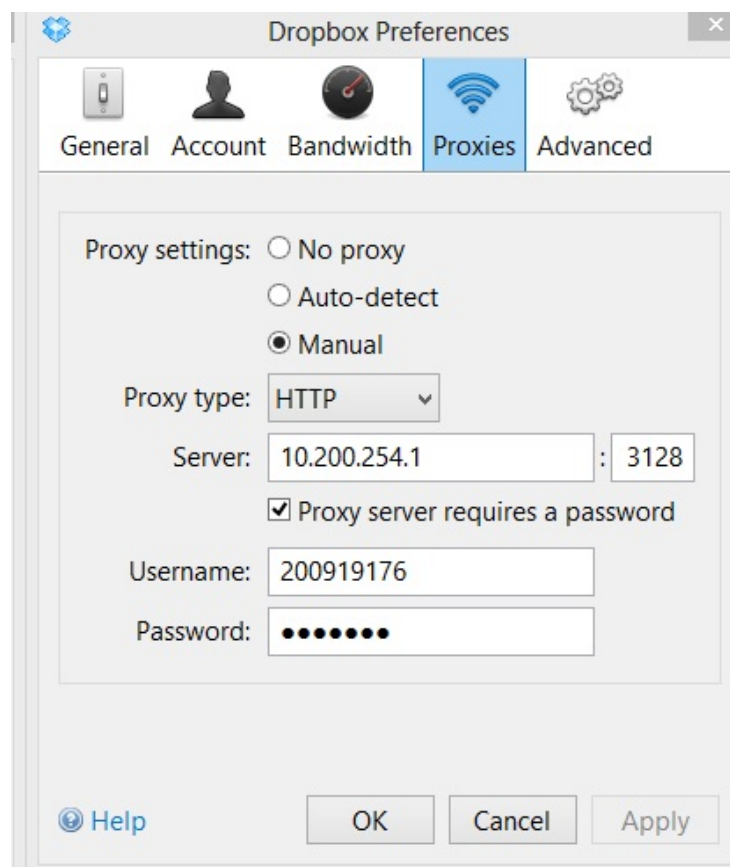 Dropbox Preferences
General Account Bandwidth Proxies Advanced
Proxy settings: No proxy
Auto-detect
Manual
Proxy type: HTTP
Server: 10.200.254.1 : 3128
Proxy server requires a password
Username: 200919176
Password: •••••••
Help OK Cancel Apply